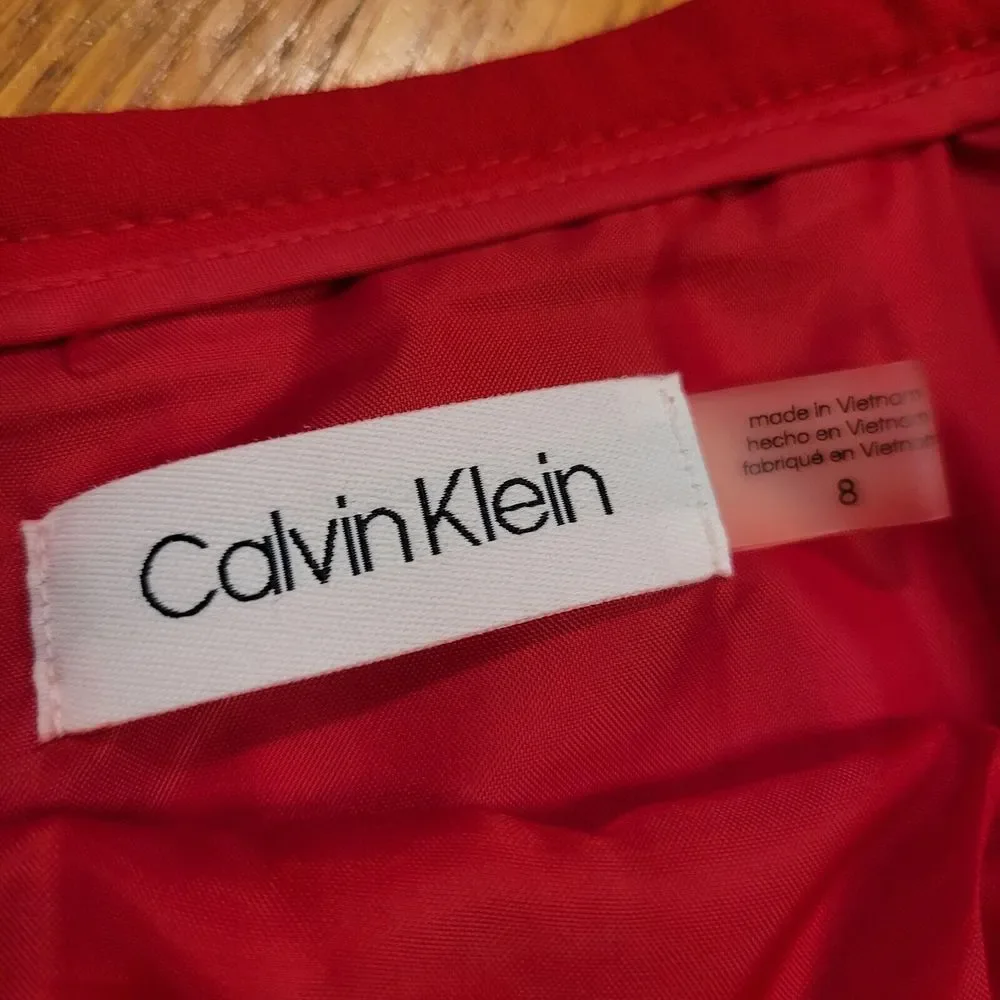 Calvin Klein
made in Vietnam
hecho en Vietnam
fabriqué en Vietnam
8